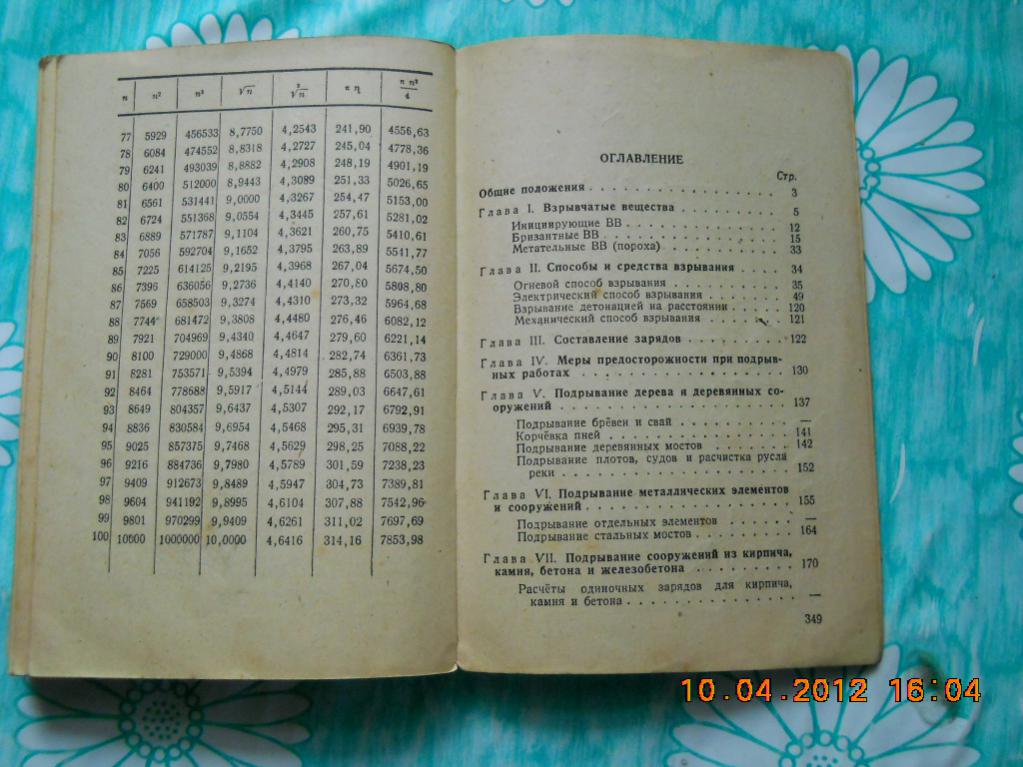 n n² n³ √n ³√n π n π n²/4
77 5929 456533 8,7750 4,2543 241,90 4556,63
78 6084 474552 8,8318 4,2727 245,04 4778,36
79 6241 493039 8,8882 4,2908 248,19 4901,19
80 6400 512000 8,9443 4,3089 251,33 5026,65
81 6561 531441 9,0000 4,3267 254,47 5153,00
82 6724 551368 9,0554 4,3445 257,61 5281,02
83 6889 571787 9,1104 4,3621 260,75 5410,61
84 7056 592704 9,1652 4,3795 263,89 5541,77
85 7225 614125 9,2195 4,3968 267,04 5674,50
86 7396 636056 9,2736 4,4140 270,80 5808,80
87 7569 658503 9,3274 4,4310 273,32 5964,68
88 7744 681472 9,3808 4,4480 276,46 6082,12
89 7921 704969 9,4340 4,4647 279,60 6221,14
90 8100 729000 9,4868 4,4814 282,74 6361,73
91 8281 753571 9,5394 4,4979 285,88 6503,88
92 8464 778688 9,5917 4,5144 289,03 6647,61
93 8649 804357 9,6437 4,5307 292,17 6792,91
94 8836 830584 9,6954 4,5468 295,31 6939,78
95 9025 857375 9,7468 4,5629 298,25 7088,22
96 9216 884736 9,7980 4,5789 301,59 7238,23
97 9409 912673 9,8489 4,5947 304,73 7389,81
98 9604 941192 9,8995 4,6104 307,88 7542,96
99 9801 970299 9,9409 4,6261 311,02 7697,69
100 10000 1000000 10,0000 4,6416 314,16 7853,98
ОГЛАВЛЕНИЕ
Стр.
Общие положения . . . . . . . . . . . . . 3
Глава I. Взрывчатые вещества . . . . . . . 5
Инициирующие ВВ . . . . . . . . . . . 12
Бризантные ВВ . . . . . . . . . . . . 15
Метательные ВВ (пороха) . . . . . . . . 33
Глава II. Способы и средства взрывания . . . . 34
Огневой способ взрывания . . . . . . . . 35
Электрический способ взрывания . . . . . . 49
Взрывание детонацией на расстоянии . . . . . 120
Механический способ взрывания . . . . . . 121
Глава III. Составление зарядов . . . . . . . 122
Глава IV. Меры предосторожности при подрыв-
ных работах . . . . . . . . . . . . . 130
Глава V. Подрывание дерева и деревянных со-
оружений . . . . . . . . . . . . . . 137
Подрывание брёвен и свай . . . . . . . . —
Корчёвка пней . . . . . . . . . . . . 141
Подрывание деревянных мостов . . . . . . 142
Подрывание плотов, судов и расчистка русла
реки . . . . . . . . . . . . . . . 152
Глава VI. Подрывание металлических элементов
и сооружений . . . . . . . . . . . . . 155
Подрывание отдельных элементов . . . . . . —
Подрывание стальных мостов . . . . . . . 164
Глава VII. Подрывание сооружений из кирпича,
камня, бетона и железобетона . . . . . . . 170
Расчёты одиночных зарядов для кирпича,
камня и бетона . . . . . . . . . . . . —
349
10.04.2012 16:04